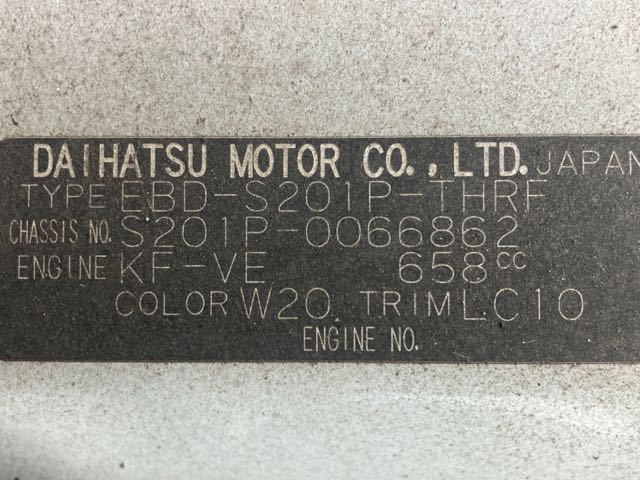 DAIHATSU MOTOR CO., LTD. JAPAN
TYPE EBD-S201P-THRF
CHASSIS NO. S201P-0066862
ENGINE KF-VE 658CC
COLOR W20 TRIM LC10
ENGINE NO.